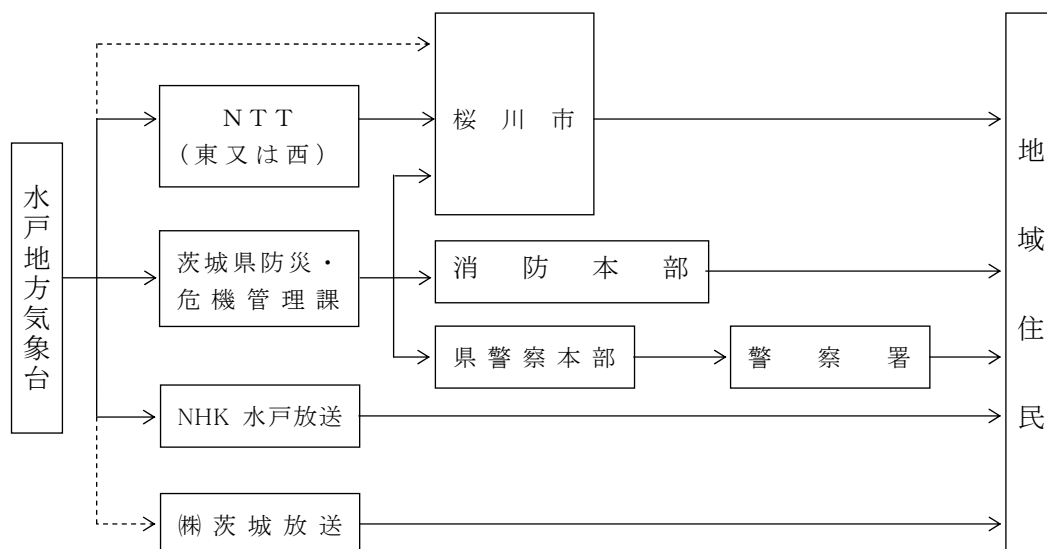 水戸地方気象台
NTT
(東又は西)
茨城県防災・
危機管理課
NHK 水戸放送
㈱茨城放送
桜川市
消防本部
県警察本部
警察署
地域住民